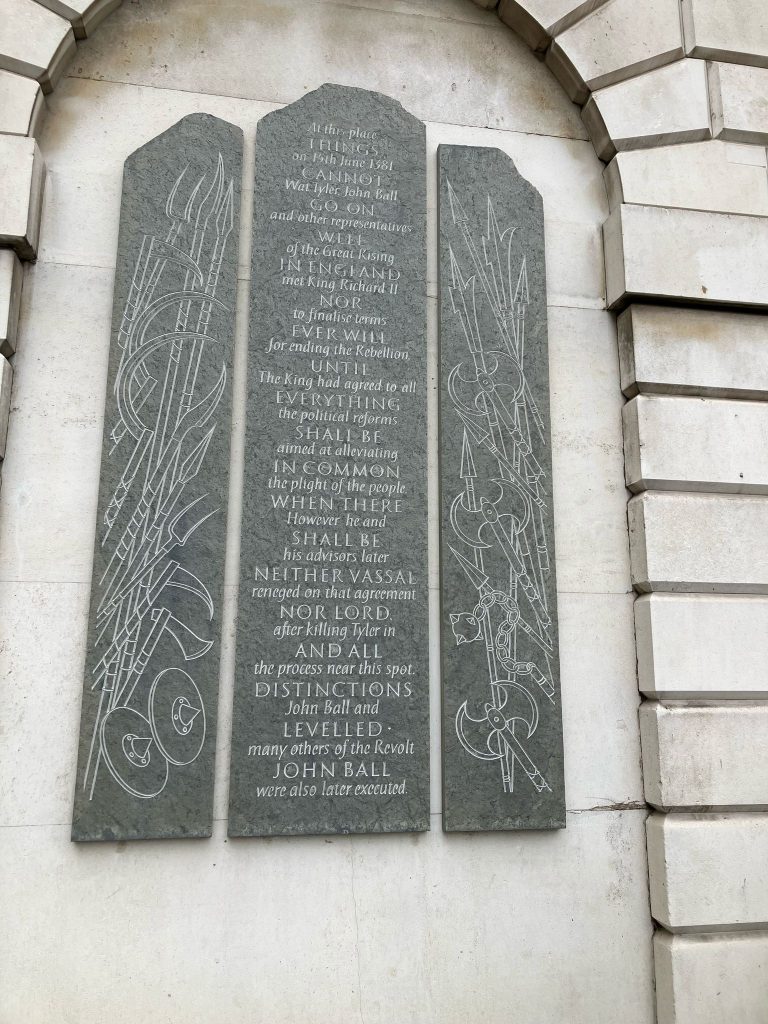 At this place
THINGS
on 15th June 1381
CANNOT
Wat Tyler, John Ball
GO ON
and other representatives
WELL
of the Great Rising
IN ENGLAND
met King Richard II
NOR
to finalise terms
EVER WILL
for ending the Rebellion.
UNTIL
The King had agreed to all
EVERYTHING
the political reforms
SHALL BE
aimed at alleviating
IN COMMON
the plight of the people.
WHEN THERE
However he and
SHALL BE
his advisors later
NEITHER VASSAL
reneged on that agreement
NOR LORD,
after killing Tyler in
AND ALL
the process near this spot.
DISTINCTIONS
John Ball and
LEVELLED ·
many others of the Revolt
JOHN BALL
were also later executed.